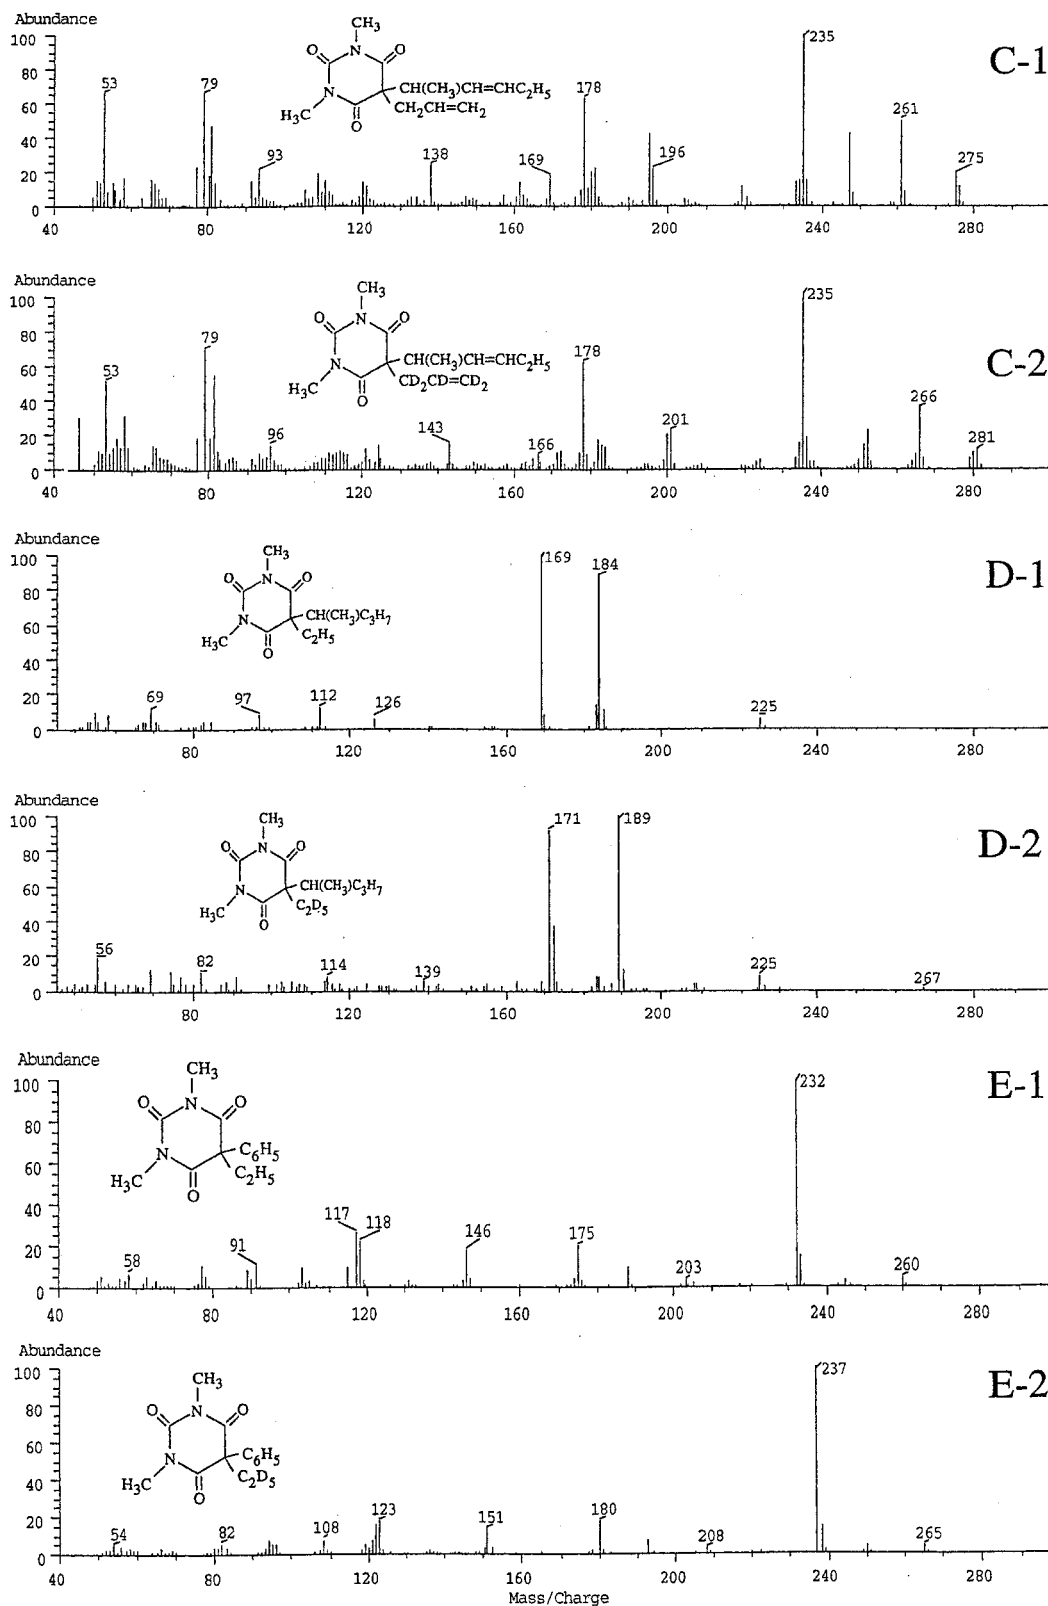 Abundance
C-1
100
80
60
40
20
0
53
79
93
138
169
178
196
235
261
275
CH₃
O N O
N CH(CH₃)CH=CHC₂H₅
H₃C CH₂CH=CH₂
O
40 80 120 160 200 240 280
Abundance
C-2
100
80
60
40
20
0
53
79
96
143
166
178
201
235
266
281
CH₃
O N O
N CH(CH₃)CH=CHC₂H₅
H₃C CD₂CD=CD₂
O
40 80 120 160 200 240 280
Abundance
D-1
100
80
60
40
20
0
69
97
112
126
169
184
225
CH₃
O N O
N CH(CH₃)C₃H₇
H₃C C₂H₅
O
80 120 160 200 240 280
Abundance
D-2
100
80
60
40
20
0
56
82
114
139
171
189
225
267
CH₃
O N O
N CH(CH₃)C₃H₇
H₃C C₂D₅
O
80 120 160 200 240 280
Abundance
E-1
100
80
60
40
20
0
58
91
117
118
146
175
203
232
260
CH₃
O N O
N C₆H₅
H₃C C₂H₅
O
40 80 120 160 200 240 280
Abundance
E-2
100
80
60
40
20
0
54
82
108
123
151
180
208
237
265
CH₃
O N O
N C₆H₅
H₃C C₂D₅
O
40 80 120 160 200 240 280
Mass/Charge